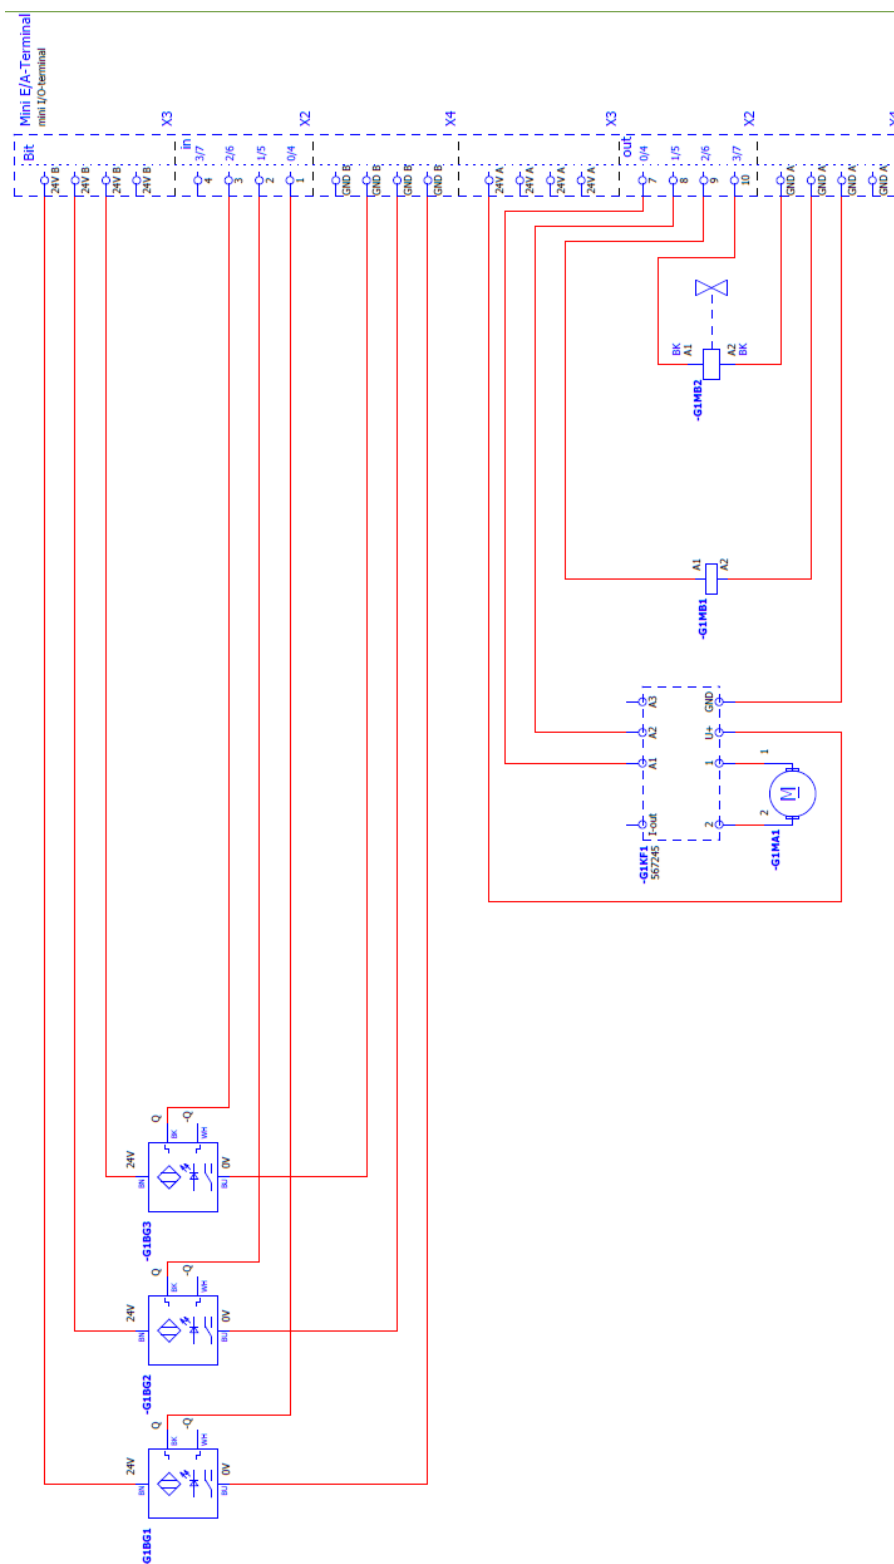 Mini E/A-Terminal
mini I/O-terminal
Bit
X3
24V B
24V B
24V B
24V B
in
X2
3/7
4
2/6
3
1/5
2
0/4
1
X4
GND B
GND B
GND B
GND B
X3
24V A
24V A
24V A
24V A
out
X2
0/4
7
1/5
8
2/6
9
3/7
10
GND A
GND A
GND A
GND A
-G1MB2
BK
A1
A2
BK
-G1MB1
A1
A2
-G1KF1
567245
I-out
A1
A2
A3
2
1
U+
GND
-G1MA1
2
1
M
-G1BG3
24V
BN
Q
BK
-Q
WH
0V
BU
-G1BG2
24V
BN
Q
BK
-Q
WH
0V
BU
G1BG1
24V
BN
Q
BK
-Q
WH
0V
BU